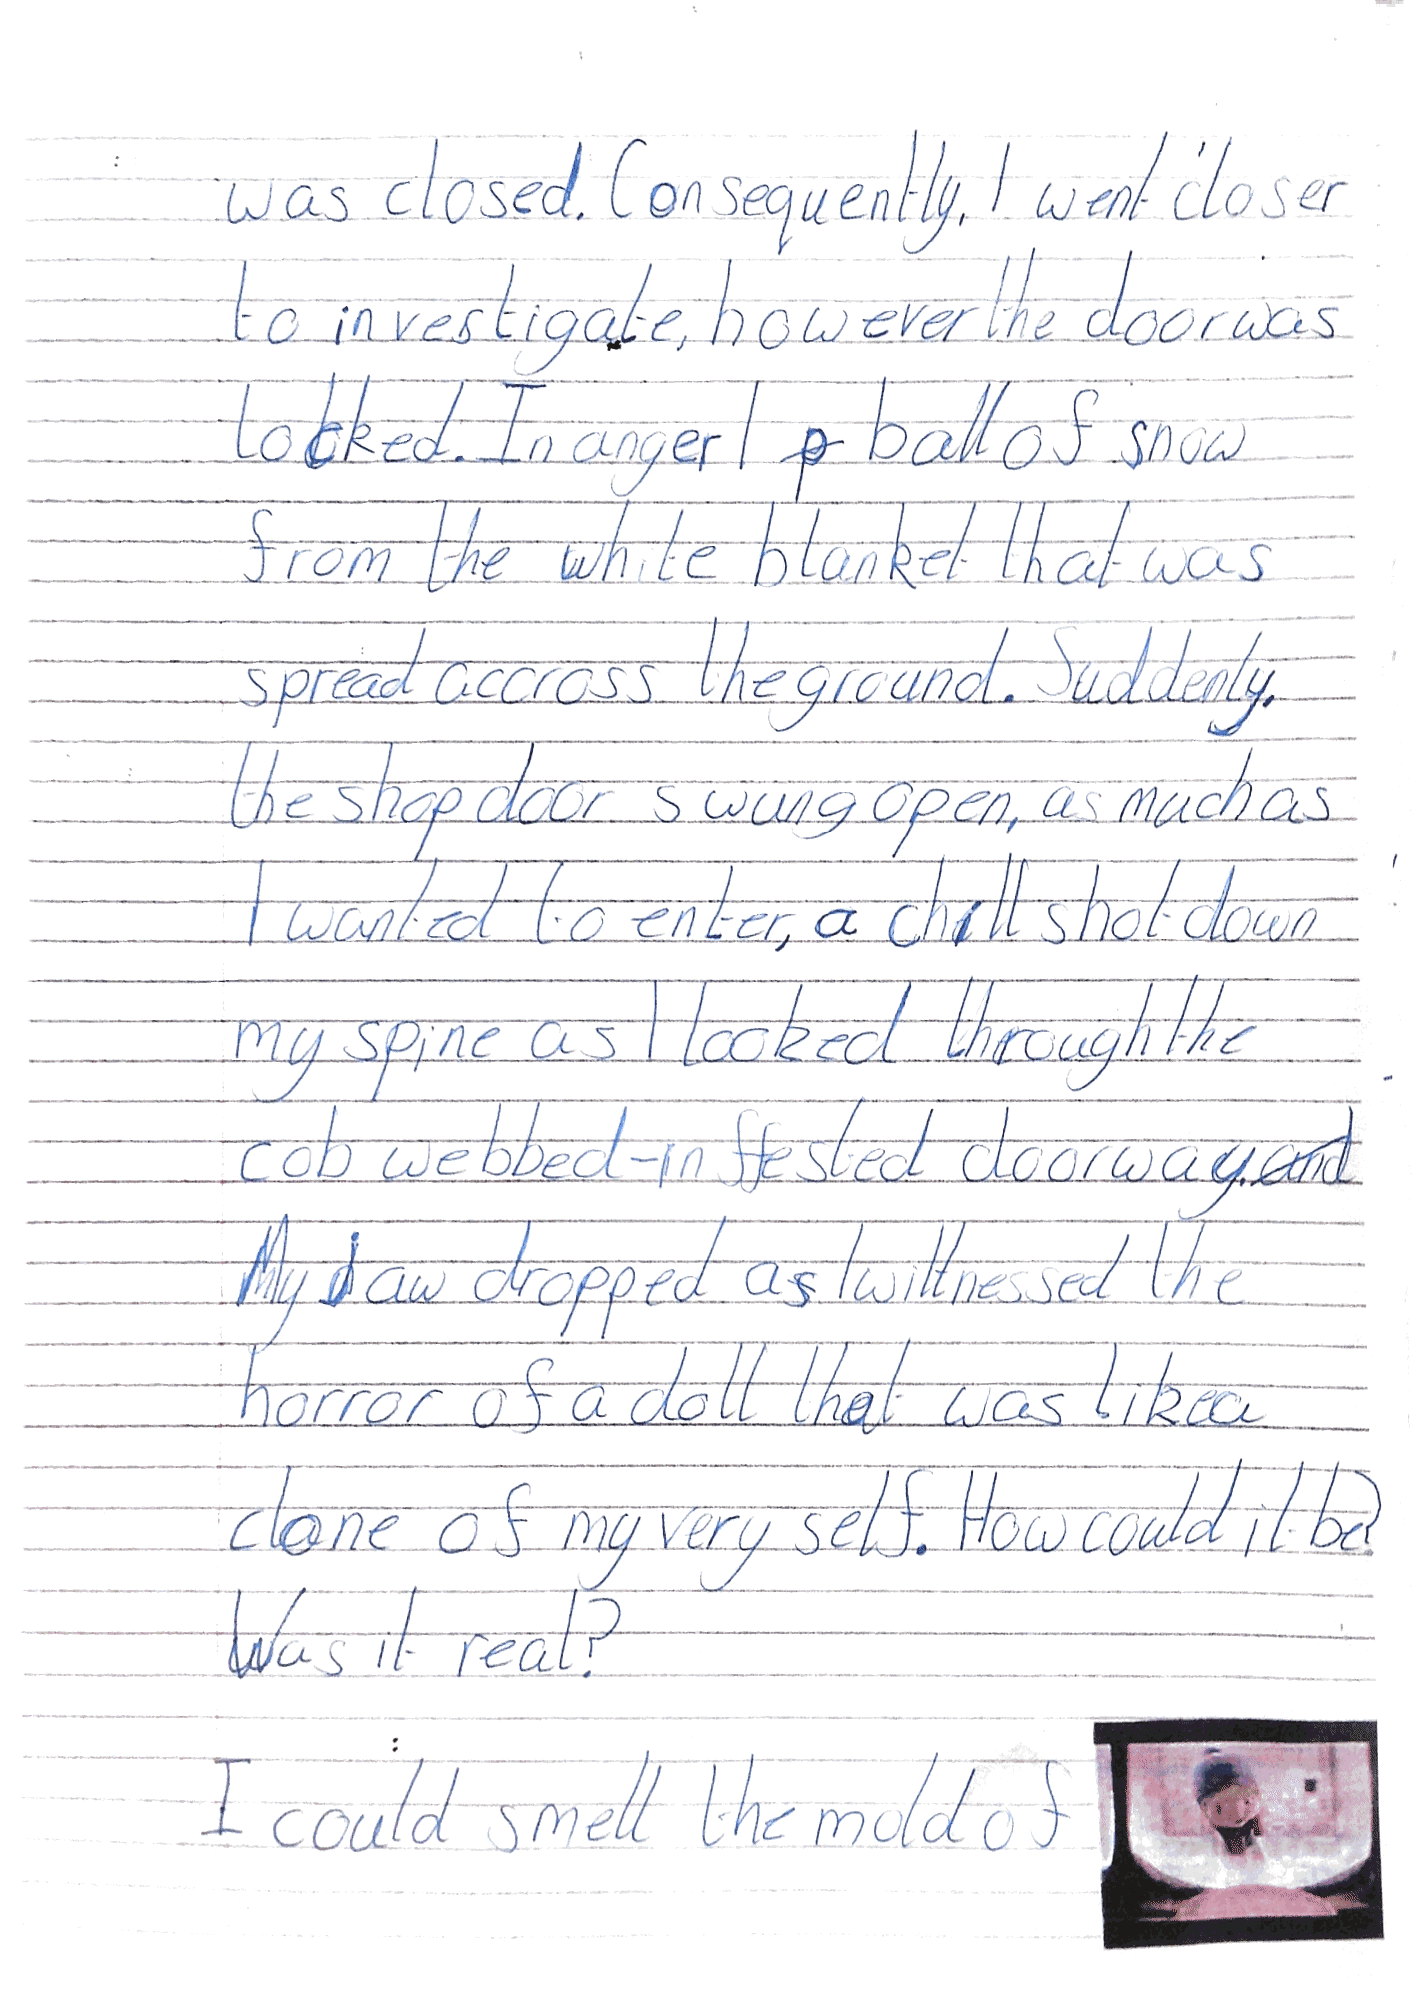 was closed. Consequently, I went closer
to investigate, however the door was
locked. In anger I p ball of snow
from the white blanket that was
spread accross the ground. Suddenly,
the shop door swung open, as much as
I wanted to enter, a chill shot down
my spine as I looked through the
cob webbed-inffested doorway. and
My jaw dropped as I wittnessed the
horror of a doll that was like a
clone of my very self. How could it be?
Was it real?
I could smell the mold of